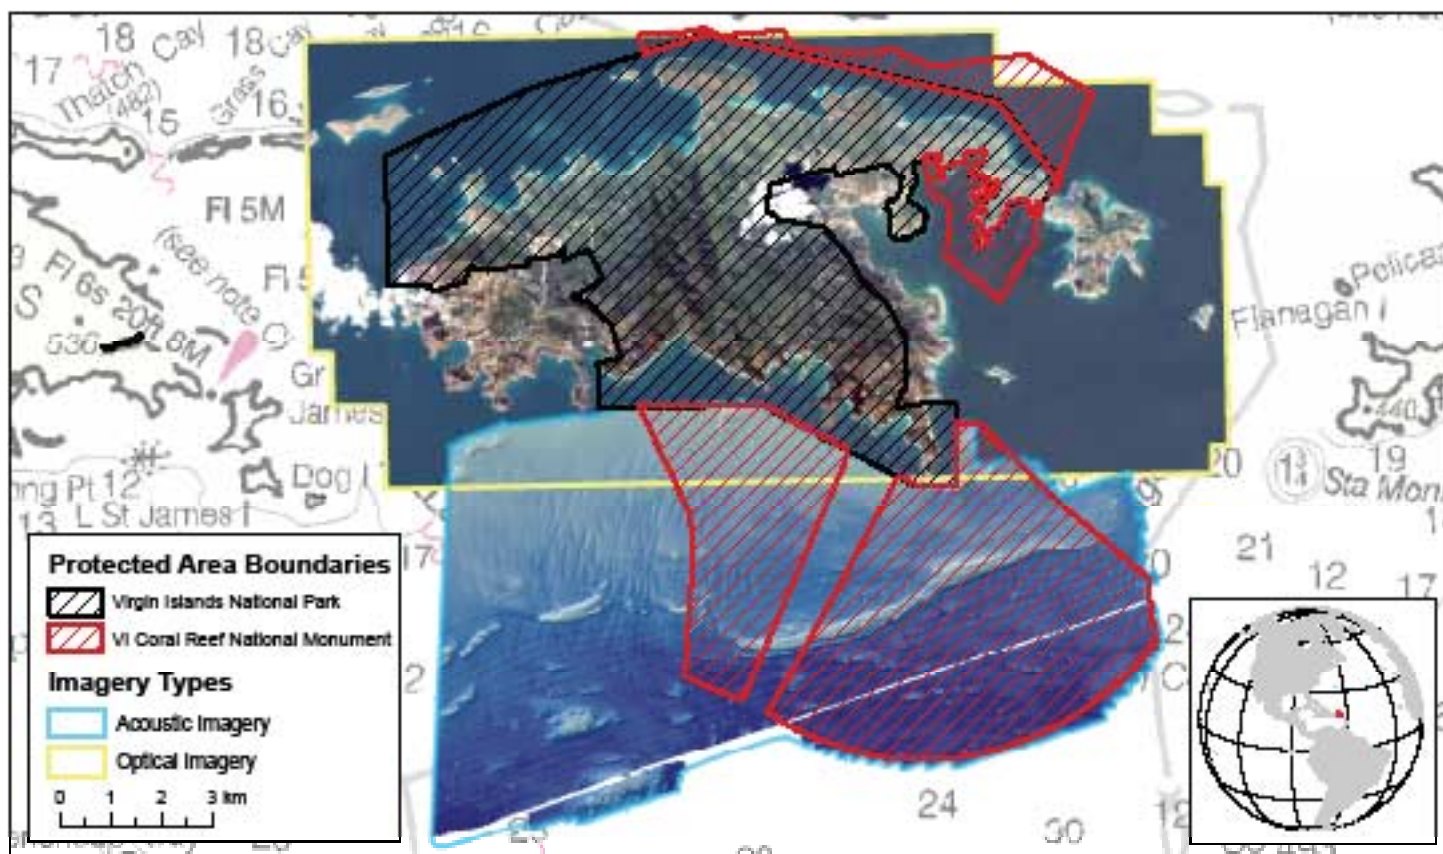 18
Cay
18
Cay
17
Thatch
(482)
Grass
16
15
Fl 5M
(see note C)
Fl 6s 20ft 6M
S
Fl 5
536
Gr
James
Dog I
ng Pt 12
13
L St James I
17
Pelica
Flanagan I
440
20
19
Sta Mon
21
12
17
Protected Area Boundaries
Virgin Islands National Park
VI Coral Reef National Monument
Imagery Types
Acoustic Imagery
Optical Imagery
0 1 2 3 km
2
24
30